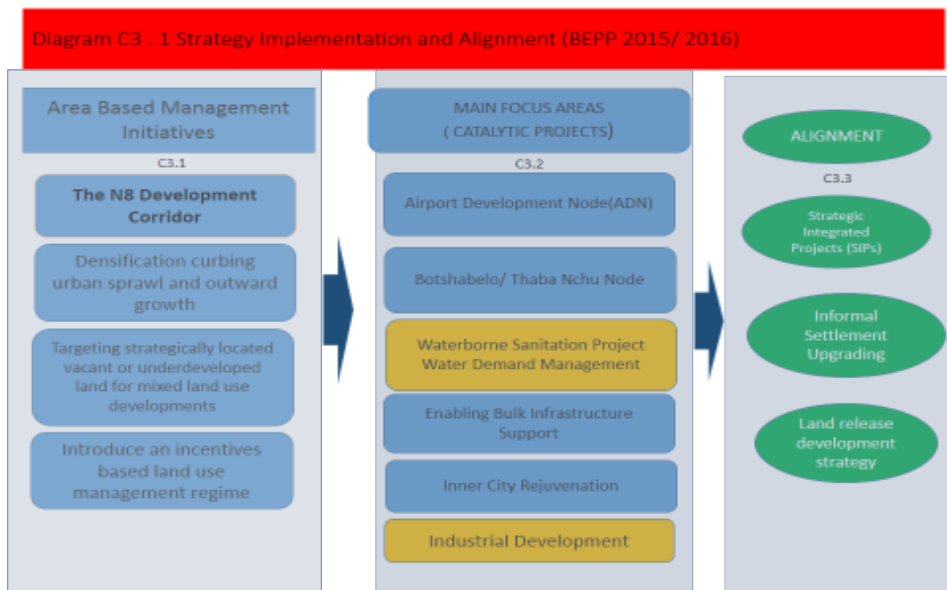 Diagram C3 . 1 Strategy Implementation and Alignment (BEPP 2015/ 2016)
Area Based Management
Initiatives
C3.1
The N8 Development
Corridor
Densification curbing
urban sprawl and outward
growth
Targeting strategically located
vacant or underdeveloped
land for mixed land use
developments
Introduce an incentives
based land use
management regime
MAIN FOCUS AREAS
( CATALYTIC PROJECTS)
C3.2
Airport Development Node(ADN)
Botshabelo/ Thaba Nchu Node
Waterborne Sanitation Project
Water Demand Management
Enabling Bulk Infrastructure
Support
Inner City Rejuvenation
Industrial Development
ALIGNMENT
C3.3
Strategic
Integrated
Projects (SIPs)
Informal
Settlement
Upgrading
Land release
development
strategy